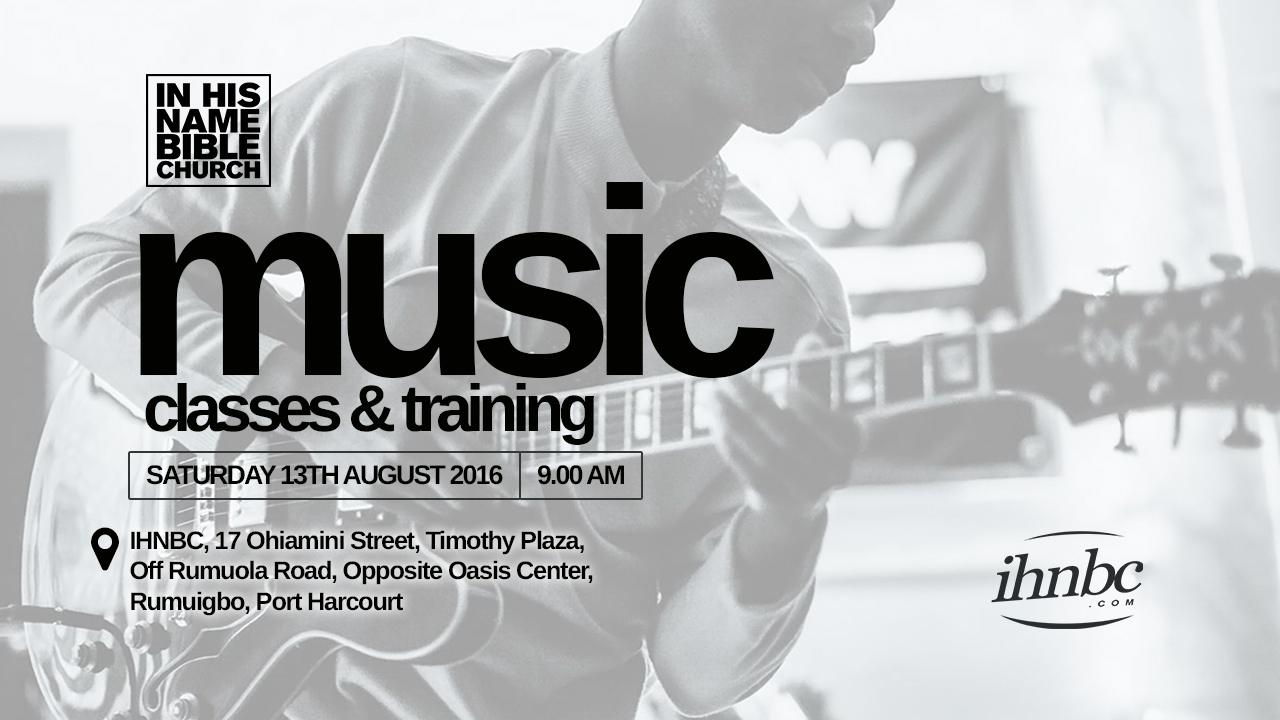 IN HIS
NAME
BIBLE
CHURCH
music
classes & training
SATURDAY 13TH AUGUST 2016 9.00 AM
IHNBC, 17 Ohiamini Street, Timothy Plaza,
Off Rumuola Road, Opposite Oasis Center,
Rumuigbo, Port Harcourt
ihnbc
.COM